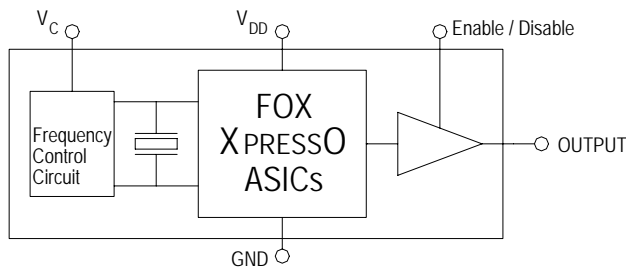 VC
VDD
Enable / Disable
Frequency
Control
Circuit
FOX
XPRESSO
ASICs
OUTPUT
GND